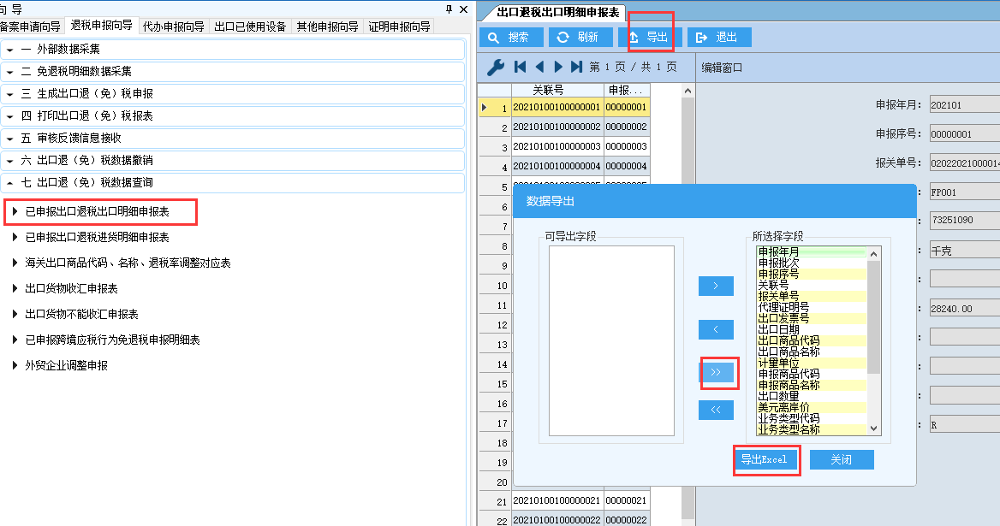 向 导
备案申请向导 退税申报向导 代办申报向导 出口已使用设备 其他申报向导 证明申报向导
一 外部数据采集
二 免退税明细数据采集
三 生成出口退（免）税申报
四 打印出口退（免）税报表
五 审核反馈信息接收
六 出口退（免）税数据撤销
七 出口退（免）税数据查询
已申报出口退税出口明细申报表
已申报出口退税进货明细申报表
海关出口商品代码、名称、退税率调整对应表
出口货物收汇申报表
出口货物不能收汇申报表
已申报跨境应税行为免退税申报明细表
外贸企业调整申报
出口退税出口明细申报表
搜索 刷新 导出 退出
第 1 页 / 共 1 页
编辑窗口
关联号 申报...
1 20210100100000001 00000001
2 20210100100000002 00000002
3 20210100100000003 00000003
4 20210100100000004 00000004
5
6
7
8
9
10
11
12
13
14
15
16
17
18
19
20
21 20210100100000021 00000021
22 20210100100000022 00000022
申报年月: 202101
申报序号: 00000001
报关单号: 0202202100014
: FP001
: 73251090
: 千克
:
: 28240.00
:
:
:
: R
数据导出
可导出字段
所选择字段
申报年月
申报批次
申报序号
关联号
报关单号
代理证明号
出口发票号
出口日期
出口商品代码
出口商品名称
计量单位
申报商品代码
申报商品名称
出口数量
美元离岸价
业务类型代码
业务类型名称
>
<
>>
<<
导出Excel 关闭